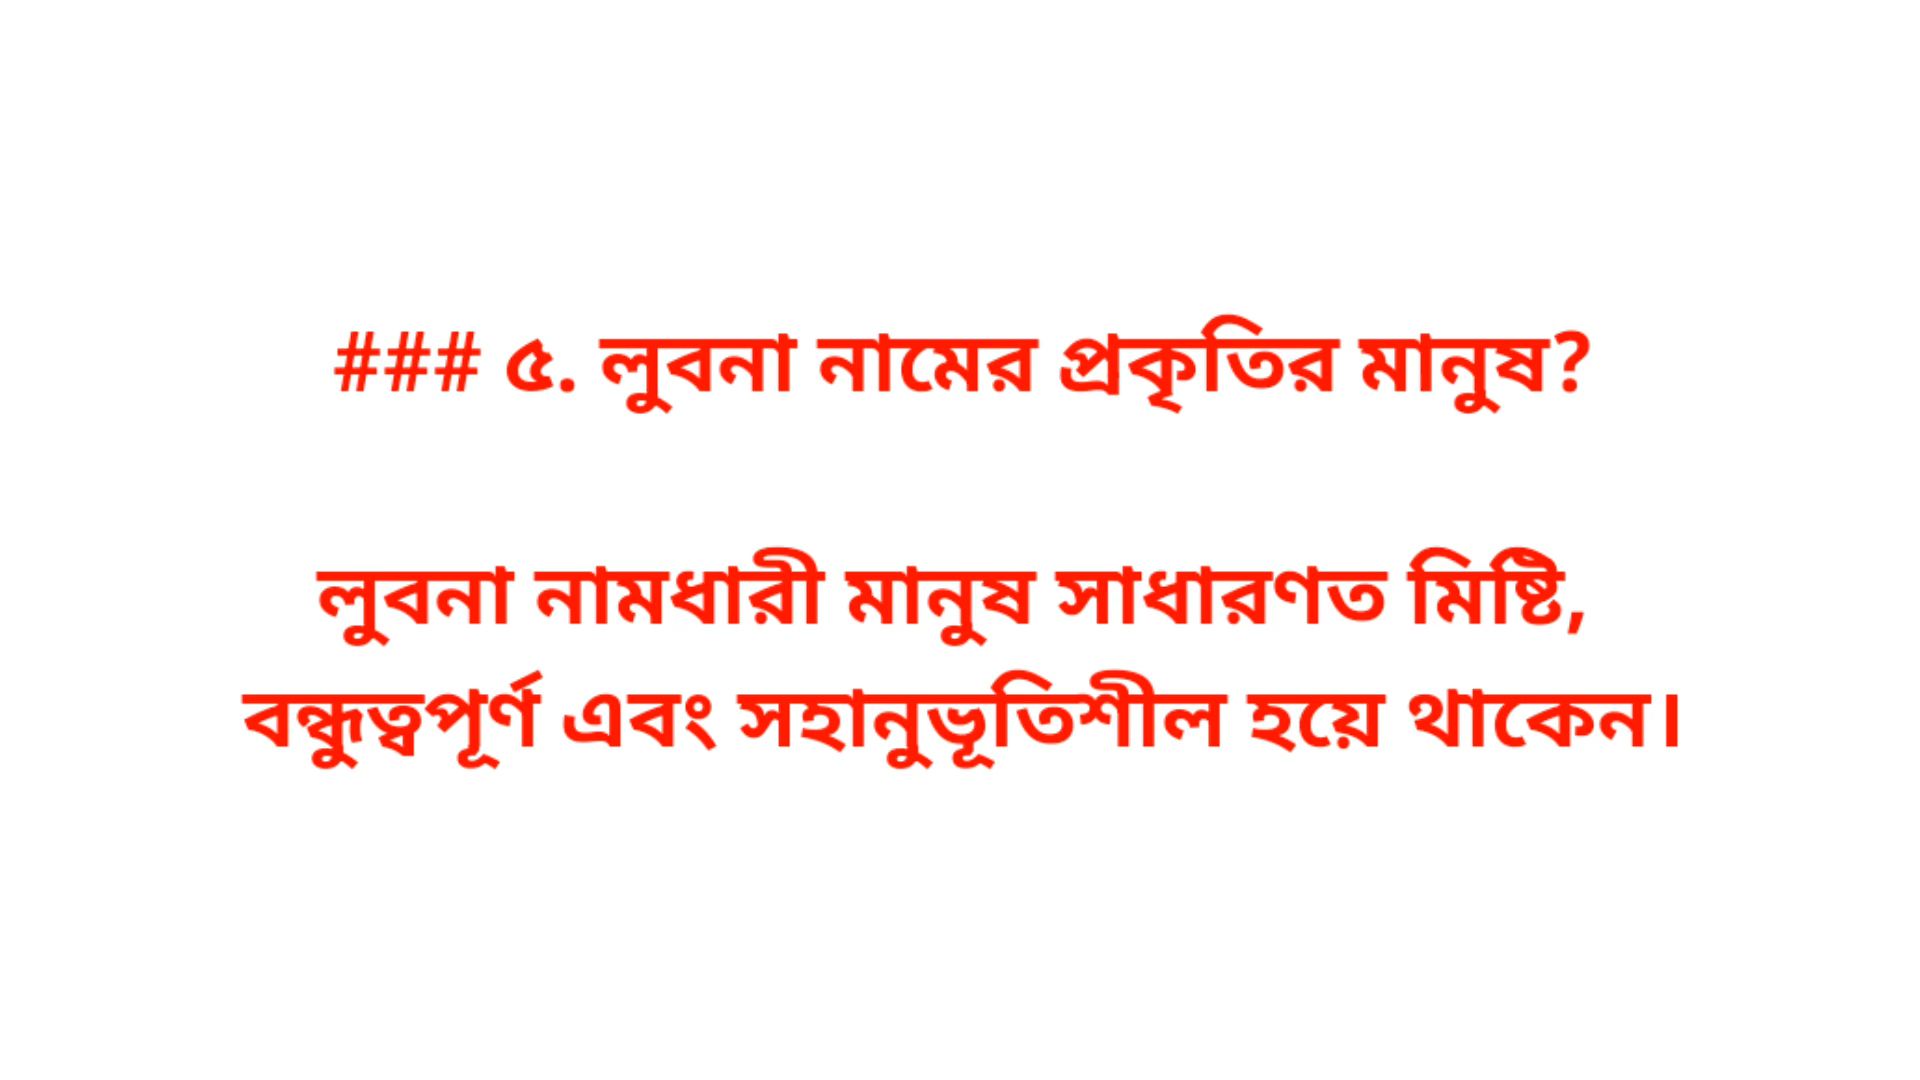 ### ৫. লুবনা নামের প্রকৃতির মানুষ?
লুবনা নামধারী মানুষ সাধারণত মিষ্টি,
বন্ধুত্বপূর্ণ এবং সহানুভূতিশীল হয়ে থাকেন।